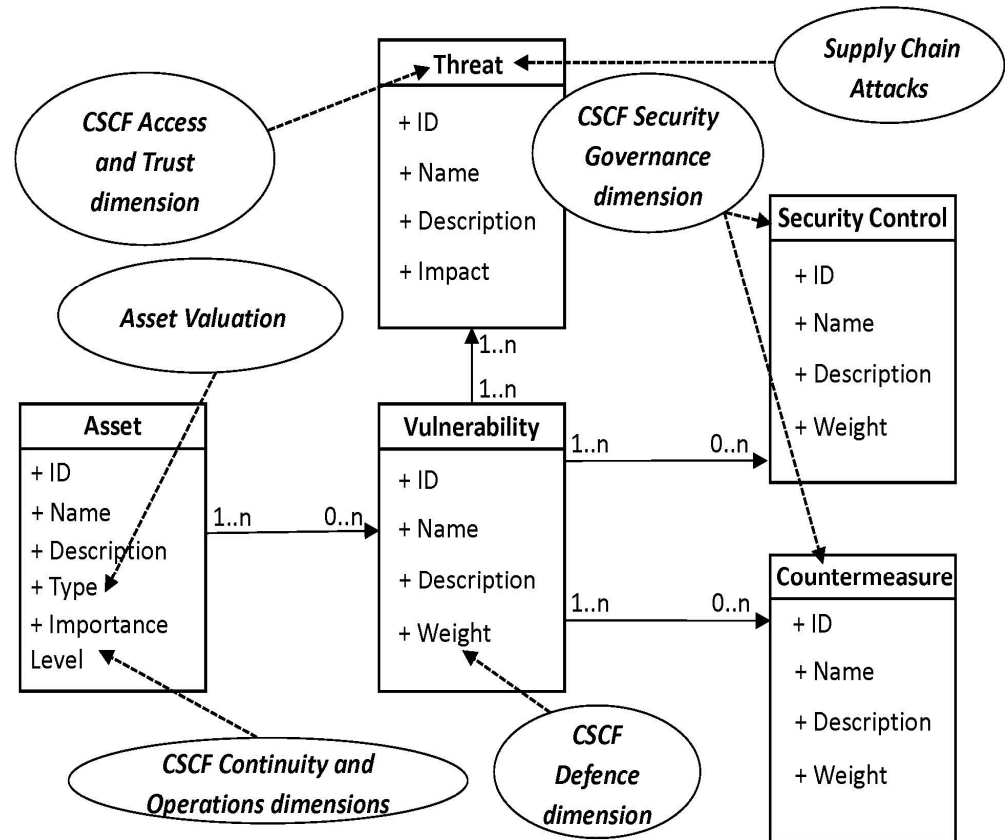 Threat
+ ID
+ Name
+ Description
+ Impact
Supply Chain
Attacks
CSCF Access
and Trust
dimension
CSCF Security
Governance
dimension
Security Control
+ ID
+ Name
+ Description
+ Weight
Asset Valuation
1..n
1..n
Asset
+ ID
+ Name
+ Description
+ Type
+ Importance
Level
1..n
0..n
Vulnerability
+ ID
+ Name
+ Description
+ Weight
1..n
0..n
1..n
0..n
Countermeasure
+ ID
+ Name
+ Description
+ Weight
CSCF Continuity and
Operations dimensions
CSCF
Defence
dimension